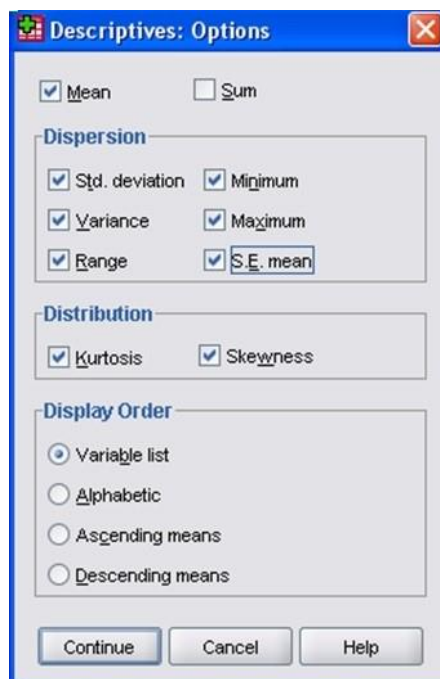 Descriptives: Options
Mean Sum
Dispersion
Std. deviation Minimum
Variance Maximum
Range S.E. mean
Distribution
Kurtosis Skewness
Display Order
Variable list
Alphabetic
Ascending means
Descending means
Continue Cancel Help